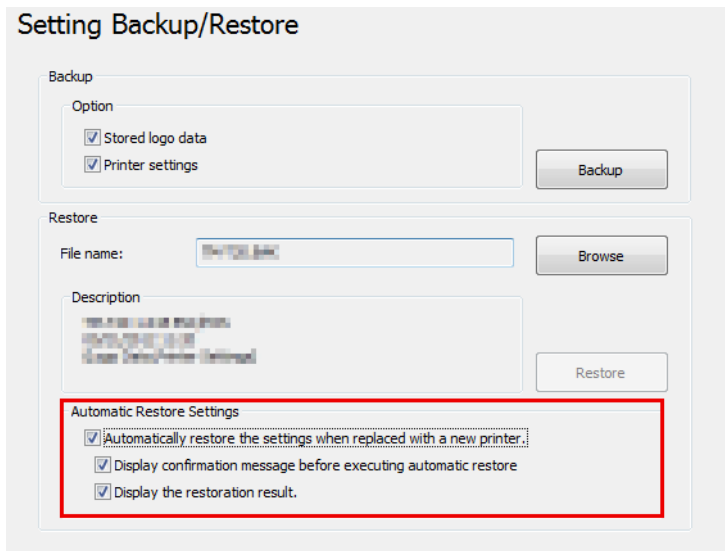 Setting Backup/Restore
Backup
Option
Stored logo data
Printer settings
Backup
Restore
File name:
Browse
Description
Restore
Automatic Restore Settings
Automatically restore the settings when replaced with a new printer.
Display confirmation message before executing automatic restore
Display the restoration result.